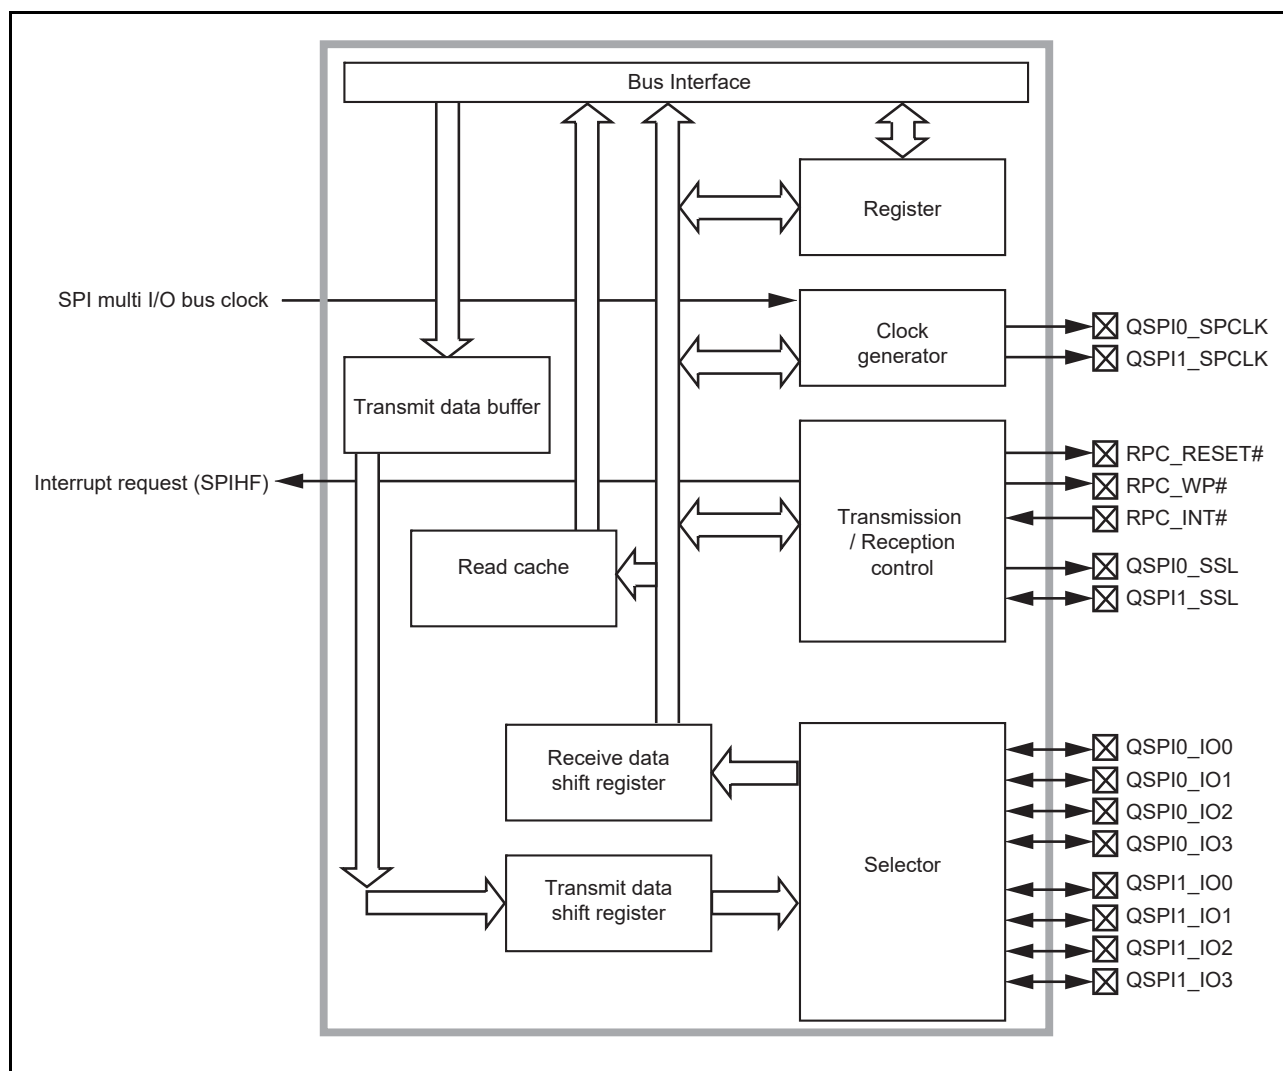 Bus Interface
Register
SPI multi I/O bus clock
Clock
generator
QSPI0_SPCLK
QSPI1_SPCLK
Transmit data buffer
Interrupt request (SPIHF)
Read cache
Transmission
/ Reception
control
RPC_RESET#
RPC_WP#
RPC_INT#
QSPI0_SSL
QSPI1_SSL
Receive data
shift register
Transmit data
shift register
Selector
QSPI0_IO0
QSPI0_IO1
QSPI0_IO2
QSPI0_IO3
QSPI1_IO0
QSPI1_IO1
QSPI1_IO2
QSPI1_IO3